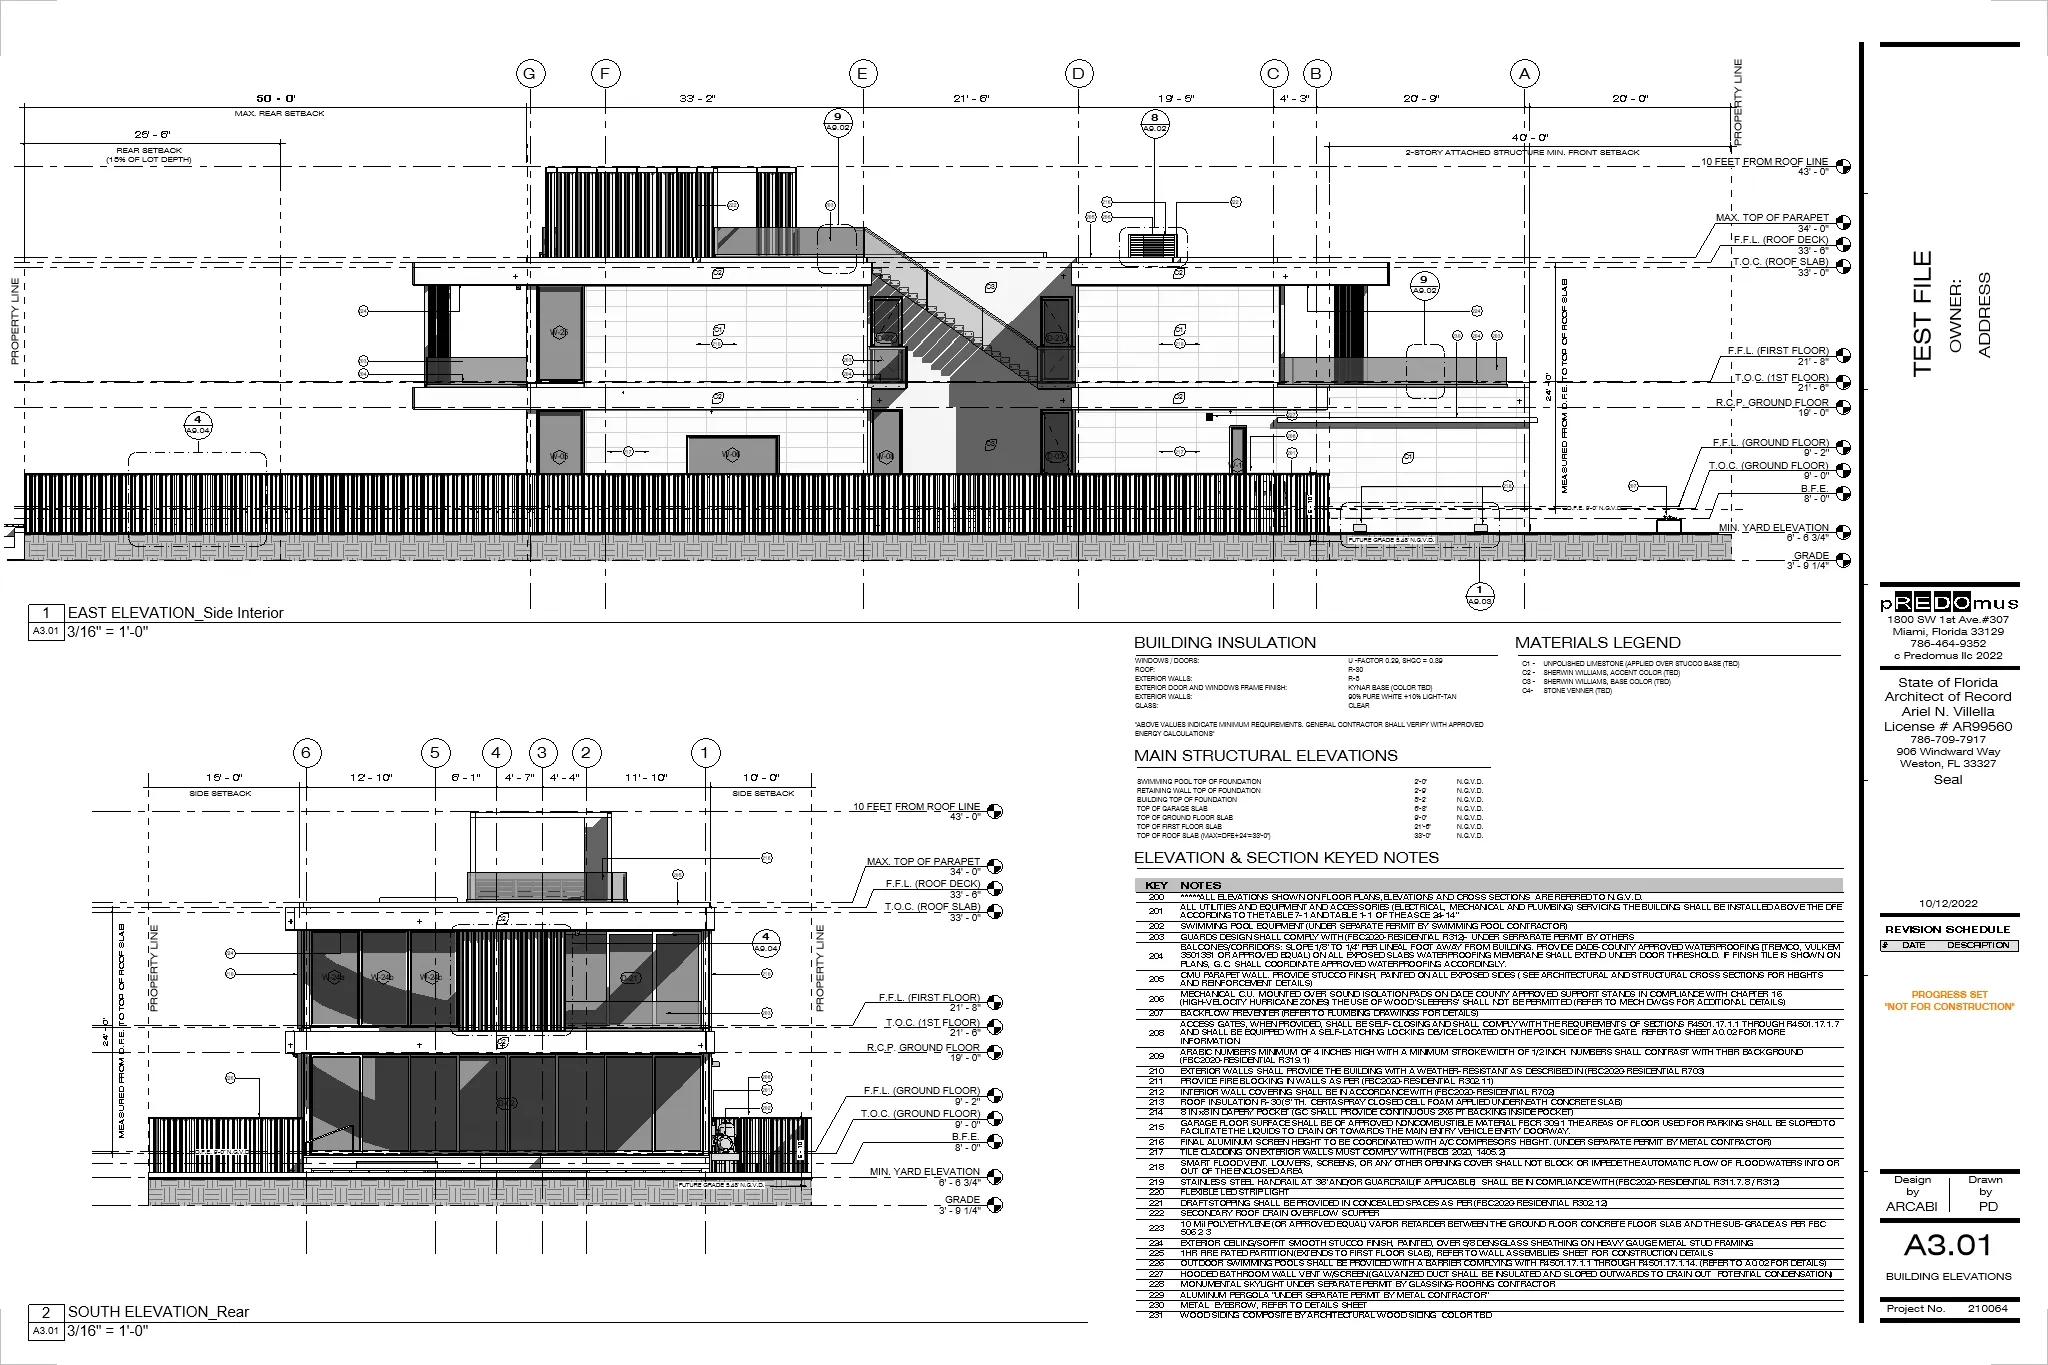 G
F
E
D
C
B
A
50' - 0"
MAX. REAR SETBACK
33' - 2"
21' - 6"
19' - 6"
4' - 3"
20' - 9"
20' - 0"
25' - 6"
REAR SETBACK
(15% OF LOT DEPTH)
9
A9.02
8
A9.02
40' - 0"
2-STORY ATTACHED STRUCTURE MIN. FRONT SETBACK
PROPERTY LINE
10 FEET FROM ROOF LINE
43' - 0"
MAX. TOP OF PARAPET
34' - 0"
F.F.L. (ROOF DECK)
33' - 6"
T.O.C. (ROOF SLAB)
33' - 0"
F.F.L. (FIRST FLOOR)
21' - 8"
T.O.C. (1ST FLOOR)
21' - 6"
R.C.P. GROUND FLOOR
19' - 0"
F.F.L. (GROUND FLOOR)
9' - 2"
T.O.C. (GROUND FLOOR)
9' - 0"
B.F.E.
8' - 0"
MIN. YARD ELEVATION
6' - 6 3/4"
GRADE
3' - 9 1/4"
PROPERTY LINE
4
A9.04
9
A9.02
24' - 0"
MEASURED FROM D.F.E. TO TOP OF ROOF SLAB
FUTURE GRADE 5.48' N.G.V.D.
1
A9.03
1
A3.01
EAST ELEVATION_Side Interior
3/16" = 1'-0"
BUILDING INSULATION
WINDOWS / DOORS: U -FACTOR 0.29, SHGC = 0.39
ROOF: R-30
EXTERIOR WALLS: R-5
EXTERIOR DOOR AND WINDOWS FRAME FINISH: KYNAR BASE (COLOR TBD)
EXTERIOR WALLS: 90% PURE WHITE +10% LIGHT-TAN
GLASS: CLEAR
"ABOVE VALUES INDICATE MINIMUM REQUIREMENTS. GENERAL CONTRACTOR SHALL VERIFY WITH APPROVED
ENERGY CALCULATIONS"
MATERIALS LEGEND
C1 - UNPOLISHED LIMESTONE (APPLIED OVER STUCCO BASE (TBD)
C2 - SHERWIN WILLIAMS, ACCENT COLOR (TBD)
C3 - SHERWIN WILLIAMS, BASE COLOR (TBD)
C4- STONE VENNER (TBD)
MAIN STRUCTURAL ELEVATIONS
SWIMMING POOL TOP OF FOUNDATION 2'-0" N.G.V.D.
RETAINING WALL TOP OF FOUNDATION 2'-9" N.G.V.D.
BUILDING TOP OF FOUNDATION N.G.V.D.
TOP OF GARAGE SLAB N.G.V.D.
TOP OF GROUND FLOOR SLAB 9'-0" N.G.V.D.
TOP OF FIRST FLOOR SLAB 21'-6" N.G.V.D.
TOP OF ROOF SLAB (MAX=DFE+24'=33'-0") 33'-0" N.G.V.D.
ELEVATION & SECTION KEYED NOTES
KEY NOTES
200 *****ALL ELEVATIONS SHOWN ON FLOOR PLANS,ELEVATIONS AND CROSS SECTIONS ARE REFERED TO N.G.V.D.
201 ALL UTILITIES AND EQUIPMENT AND ACCESSORIES (ELECTRICAL, MECHANICAL AND PLUMBING) SERVICING THE BUILDING SHALL BE INSTALLED ABOVE THE DFE
ACCORDING TO THE TABLE 7-1 AND TABLE 1-1 OF THE ASCE 24-14"
202 SWIMMING POOL EQUIPMENT (UNDER SEPARATE PERMIT BY SWIMMING POOL CONTRACTOR)
203 GUARDS DESIGN SHALL COMPLY WITH (FBC2020-RESIDENTIAL R312)- UNDER SERPARATE PERMIT BY OTHERS
204 BALCONIES/CORRIDORS: SLOPE 1/8" TO 1/4" PER LINEAL FOOT AWAY FROM BUILDING. PROVIDE DADE-COUNTY APPROVED WATERPROOFING (TREMCO, VULKEM
350/351 OR APPROVED EQUAL) ON ALL EXPOSED SLABS WATERPROOFING MEMBRANE SHALL EXTEND UNDER DOOR THRESHOLD. IF FINSH TILE IS SHOWN ON
PLANS, G.C. SHALL COORDINATE APPROVED WATERPROOFING ACCORDINGLY.
205 CMU PARAPET WALL. PROVIDE STUCCO FINISH, PAINTED ON ALL EXPOSED SIDES ( SEE ARCHITECTURAL AND STRUCTURAL CROSS SECTIONS FOR HEIGHTS
AND REINFORCEMENT DETAILS)
206 MECHANICAL C.U. MOUNTED OVER SOUND ISOLATION PADS ON DADE COUNTY APPROVED SUPPORT STANDS IN COMPLIANCE WITH CHAPTER 16
(HIGH-VELOCITY HURRICANE ZONES) THE USE OF WOOD 'SLEEPERS' SHALL NOT BE PERMITTED (REFER TO MECH DWGS FOR ADDITIONAL DETAILS)
207 BACKFLOW PREVENTER (REFER TO PLUMBING DRAWINGS FOR DETAILS)
208 ACCESS GATES, WHEN PROVIDED, SHALL BE SELF- CLOSING AND SHALL COMPLY WITH THE REQUIREMENTS OF SECTIONS R4501.17.1.1 THROUGH R4501.17.1.7
AND SHALL BE EQUIPPED WITH A SELF-LATCHING LOCKING DEVICE LOCATED ON THE POOL SIDE OF THE GATE. REFER TO SHEET A0.02 FOR MORE
INFORMATION
209 ARABIC NUMBERS MINIMUM OF 4 INCHES HIGH WITH A MINIMUM STROKE WIDTH OF 1/2 INCH. NUMBERS SHALL CONTRAST WITH THEIR BACKGROUND
(FBC2020-RESIDENTIAL R319.1)
210 EXTERIOR WALLS SHALL PROVIDE THE BUILDING WITH A WEATHER-RESISTANT AS DESCRIBED IN (FBC2020-RESIDENTIAL R703)
211 PROVIDE FIRE BLOCKING IN WALLS AS PER (FBC2020-RESIDENTIAL R302.11)
212 INTERIOR WALL COVERING SHALL BE IN ACCORDANCE WITH (FBC2020-RESIDENTIAL R702)
213 ROOF INSULATION R- 30(5" TH. CERTASPRAY CLOSED CELL FOAM APPLIED UNDERNEATH CONCRETE SLAB)
214 8 IN x8 IN DAPERY POCKET (GC SHALL PROVIDE CONTINUOUS 2X6 PT BACKING INSIDE POCKET)
215 GARAGE FLOOR SURFACE SHALL BE OF APPROVED NONCOMBUSTIBLE MATERIAL FBCR 309.1 THE AREAS OF FLOOR USED FOR PARKING SHALL BE SLOPED TO
FACILITATE THE LIQUIDS TO DRAIN OR TOWARDS THE MAIN ENTRY VEHICLE ENTRY DOORWAY.
216 FINAL ALUMINUM SCREEN HEIGHT TO BE COORDINATED WITH A/C COMPRESORS HEIGHT. (UNDER SEPARATE PERMIT BY METAL CONTRACTOR)
217 TILE CLADDING ON EXTERIOR WALLS MUST COMPLY WITH (FBCB 2020, 1405.2)
218 SMART FLOOD VENT. LOUVERS, SCREENS, OR ANY OTHER OPENING COVER SHALL NOT BLOCK OR IMPEDE THE AUTOMATIC FLOW OF FLOODWATERS INTO OR
OUT OF THE ENCLOSED AREA
219 STAINLESS STEEL HANDRAIL AT 36" AND/OR GUARDRAIL(IF APPLICABLE) SHALL BE IN COMPLIANCE WITH (FBC2020- RESIDENTIAL R311.7.8 / R312)
220 FLEXIBLE LED STRIP LIGHT
221 DRAFTSTOPPING SHALL BE PROVIDED IN CONCEALED SPACES AS PER (FBC2020-RESIDENTIAL R302.12)
222 SECONDARY ROOF DRAIN OVERFLOW SCUPPER
223 10 Mil POLYETHYLENE (OR APPROVED EQUAL) VAPOR RETARDER BETWEEN THE GROUND FLOOR CONCRETE FLOOR SLAB AND THE SUB-GRADE AS PER FBC
506.2.3
224 EXTERIOR CEILING/SOFFIT SMOOTH STUCCO FINISH, PAINTED, OVER 5/8 DENSGLASS SHEATHING ON HEAVY GAUGE METAL STUD FRAMING
225 1HR FIRE RATED PARTITION(EXTENDS TO FIRST FLOOR SLAB), REFER TO WALL ASSEMBLIES SHEET FOR CONSTRUCTION DETAILS
226 OUTDOOR SWIMMING POOLS SHALL BE PROVIDED WITH A BARRIER COMPLYING WITH R4501.17.1.1 THROUGH R4501.17.1.14. (REFER TO A0.02 FOR DETAILS)
227 HOODED BATHROOM WALL VENT W/SCREEN(GALVANIZED DUCT SHALL BE INSULATED AND SLOPED OUTWARDS TO DRAIN OUT POTENTIAL CONDENSATION)
228 MONUMENTAL SKYLIGHT UNDER SEPARATE PERMIT BY GLASSING-ROOFING CONTRACTOR
229 ALUMINUM PERGOLA "UNDER SEPARATE PERMIT BY METAL CONTRACTOR"
230 METAL EYEBROW, REFER TO DETAILS SHEET
231 WOOD SIDING COMPOSITE BY ARCHITECTURAL WOOD SIDING COLOR TBD
6
5
4
3
2
1
15' - 0"
SIDE SETBACK
12' - 10"
6' - 1"
4' - 7"
4' - 4"
11' - 10"
10' - 0"
SIDE SETBACK
10 FEET FROM ROOF LINE
43' - 0"
MAX. TOP OF PARAPET
34' - 0"
F.F.L. (ROOF DECK)
33' - 6"
T.O.C. (ROOF SLAB)
33' - 0"
F.F.L. (FIRST FLOOR)
21' - 8"
T.O.C. (1ST FLOOR)
21' - 6"
R.C.P. GROUND FLOOR
19' - 0"
F.F.L. (GROUND FLOOR)
9' - 2"
T.O.C. (GROUND FLOOR)
9' - 0"
B.F.E.
8' - 0"
MIN. YARD ELEVATION
6' - 6 3/4"
GRADE
3' - 9 1/4"
24' - 0"
MEASURED FROM D.F.E. TO TOP OF ROOF SLAB
PROPERTY LINE
PROPERTY LINE
4
A9.04
FUTURE GRADE 5.48' N.G.V.D.
2
A3.01
SOUTH ELEVATION_Rear
3/16" = 1'-0"
TEST FILE
OWNER:
ADDRESS
pREDOmus
1800 SW 1st Ave.#307
Miami, Florida 33129
786-464-9352
c Predomus llc 2022
State of Florida
Architect of Record
Ariel N. Villella
License # AR99560
786-709-7917
906 Windward Way
Weston, FL 33327
Seal
10/12/2022
REVISION SCHEDULE
# DATE DESCRIPTION
PROGRESS SET
"NOT FOR CONSTRUCTION"
Design by ARCABI
Drawn by PD
A3.01
BUILDING ELEVATIONS
Project No. 210064